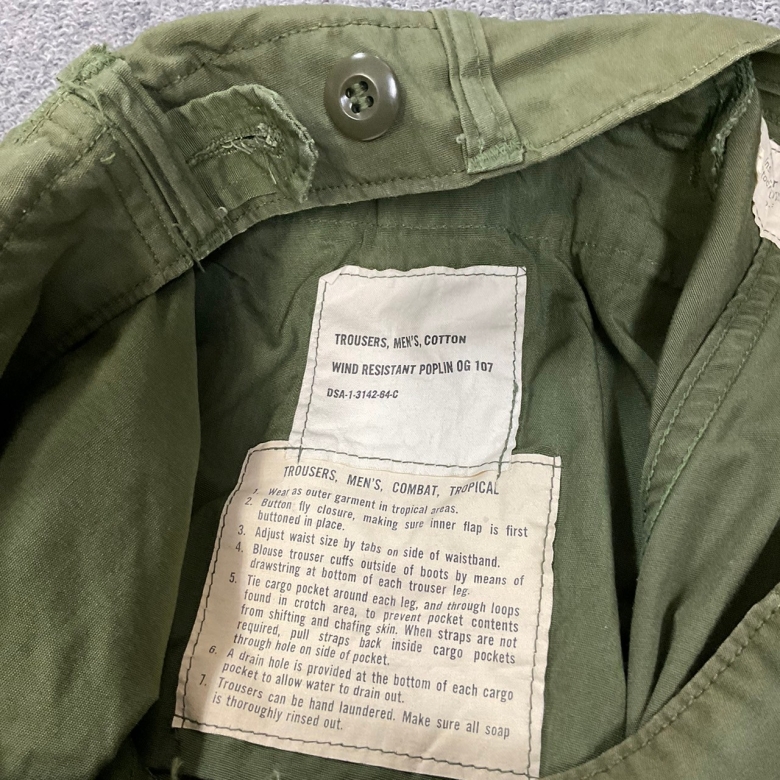 TROUSERS, MEN'S, COTTON
WIND RESISTANT POPLIN OG 107
DSA-1-3142-64-C
TROUSERS, MEN'S, COMBAT, TROPICAL
1. Wear as outer garment in tropical areas.
2. Button fly closure, making sure inner flap is first
buttoned in place.
3. Adjust waist size by tabs on side of waistband.
4. Blouse trouser cuffs outside of boots by means of
drawstring at bottom of each trouser leg.
5. Tie cargo pocket around each leg, and through loops
found in crotch area, to prevent pocket contents
from shifting and chafing skin. When straps are not
required, pull straps back inside cargo pockets
through hole on side of pocket.
6. A drain hole is provided at the bottom of each cargo
pocket to allow water to drain out.
7. Trousers can be hand laundered. Make sure all soap
is thoroughly rinsed out.